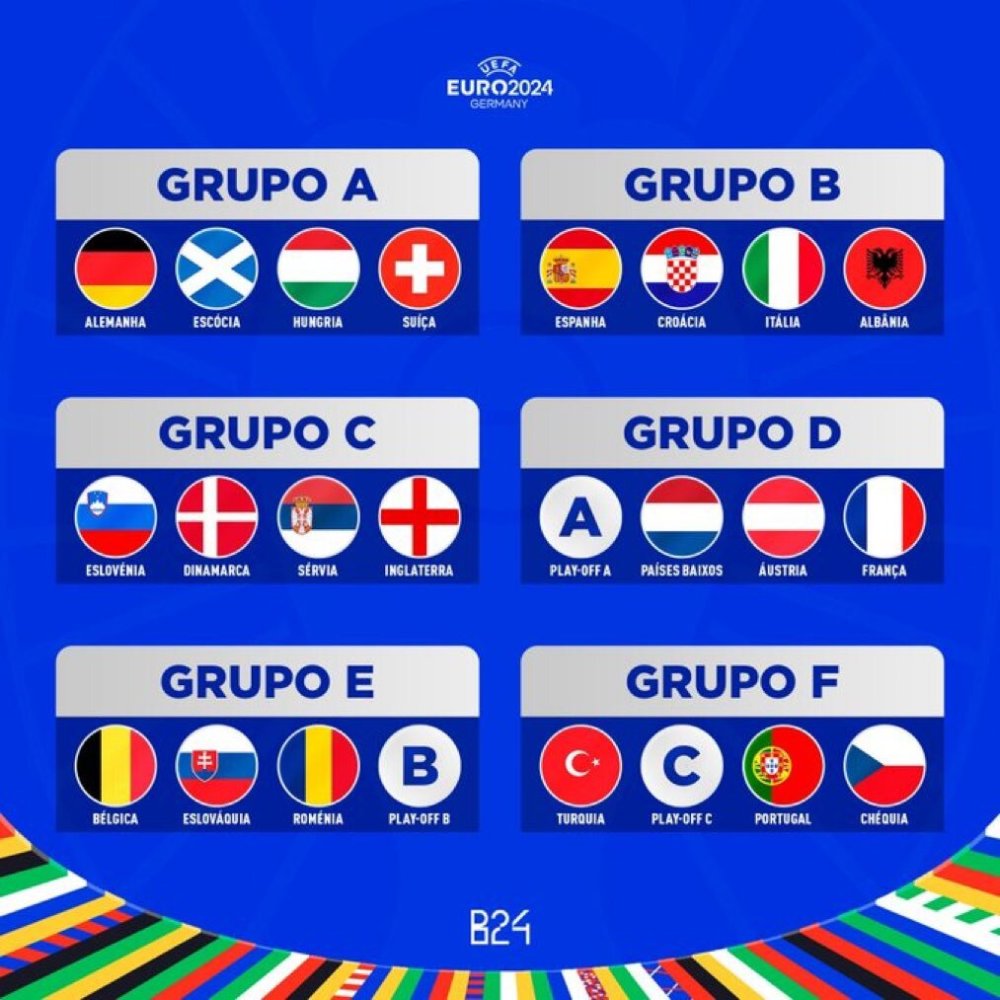 UEFA
EURO2024
GERMANY
GRUPO A
ALEMANHA ESCÓCIA HUNGRIA SUÍÇA
GRUPO B
ESPANHA CROÁCIA ITÁLIA ALBÂNIA
GRUPO C
ESLOVÉNIA DINAMARCA SÉRVIA INGLATERRA
GRUPO D
A
PLAY-OFF A PAÍSES BAIXOS ÁUSTRIA FRANÇA
GRUPO E
B
BÉLGICA ESLOVÁQUIA ROMÉNIA PLAY-OFF B
GRUPO F
C
TURQUIA PLAY-OFF C PORTUGAL CHÉQUIA
B24